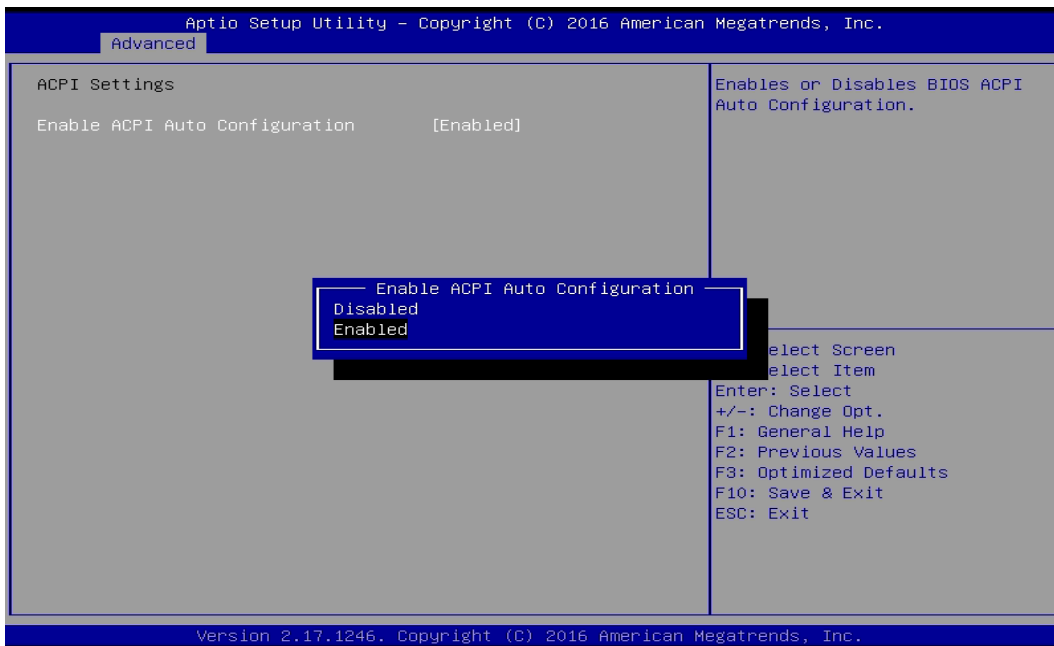 Aptio Setup Utility – Copyright (C) 2016 American Megatrends, Inc.
Advanced
ACPI Settings
Enable ACPI Auto Configuration [Enabled]
Enables or Disables BIOS ACPI
Auto Configuration.
Enable ACPI Auto Configuration
Disabled
Enabled
elect Screen
elect Item
Enter: Select
+/-: Change Opt.
F1: General Help
F2: Previous Values
F3: Optimized Defaults
F10: Save & Exit
ESC: Exit
Version 2.17.1246. Copyright (C) 2016 American Megatrends, Inc.